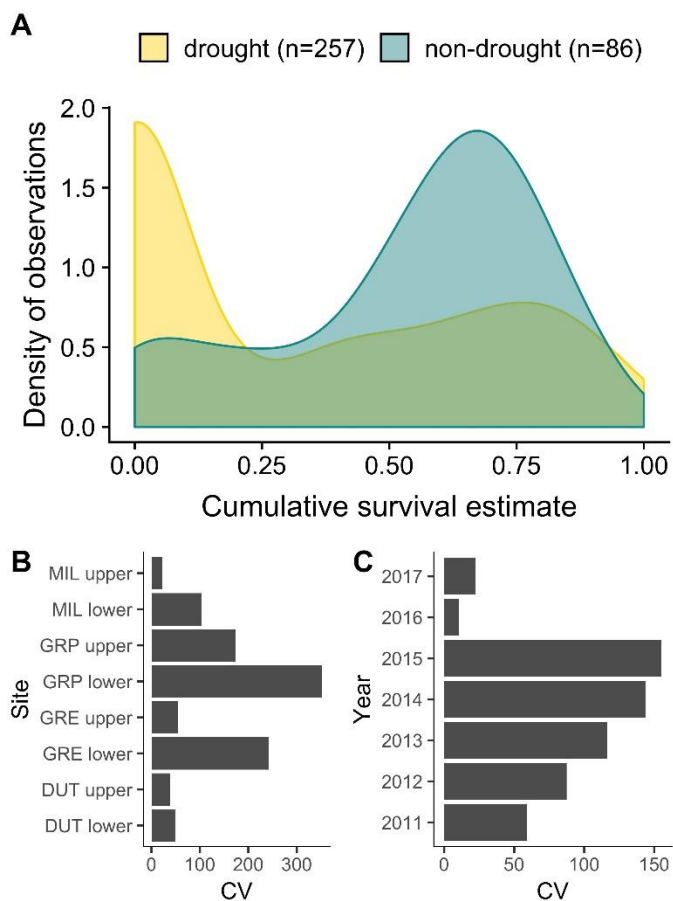 A
drought (n=257) non-drought (n=86)
Density of observations
2.0
1.5
1.0
0.5
0.0
0.00 0.25 0.50 0.75 1.00
Cumulative survival estimate
B
Site
MIL upper
MIL lower
GRP upper
GRP lower
GRE upper
GRE lower
DUT upper
DUT lower
0 100 200 300
CV
C
Year
2017
2016
2015
2014
2013
2012
2011
0 50 100 150
CV